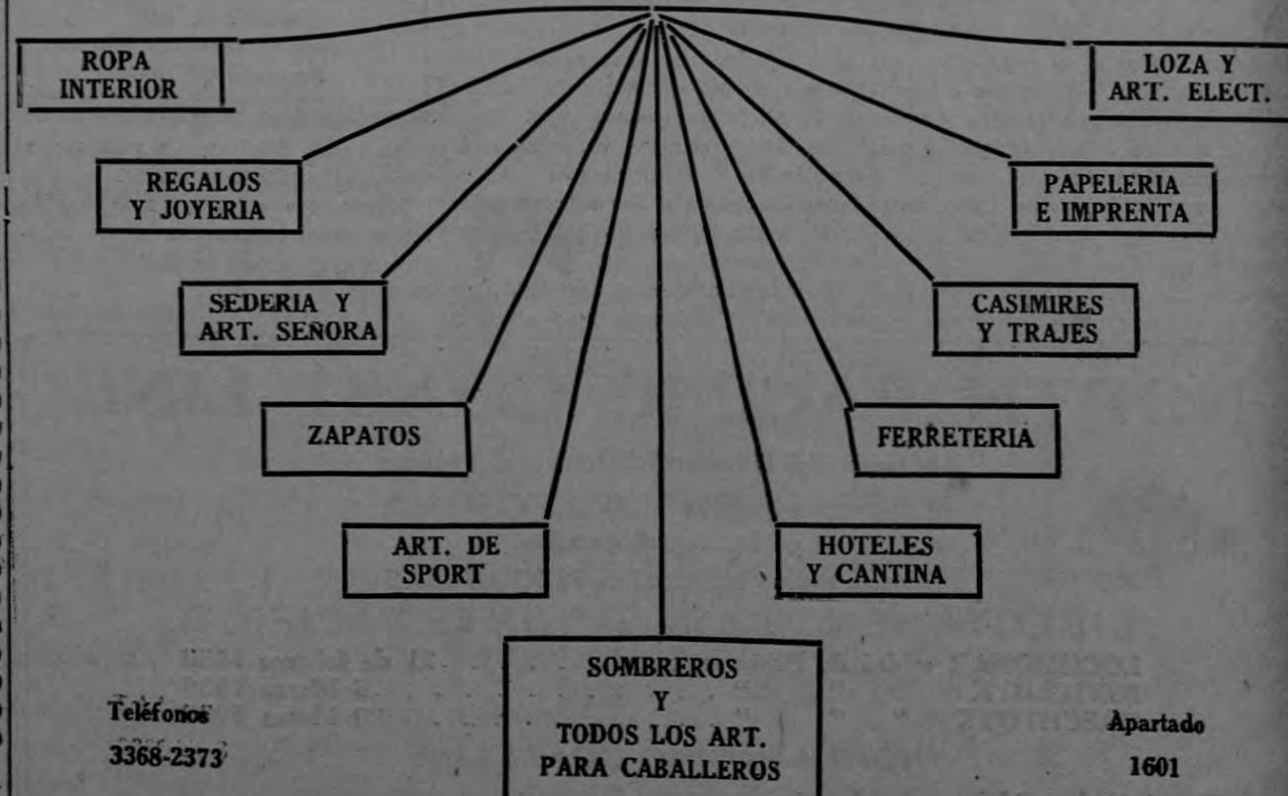 ROPA
INTERIOR
LOZA Y
ART. ELECT.
REGALOS
Y JOYERIA
PAPELERIA
E IMPRENTA
SEDERIA Y
ART. SEÑORA
CASIMIRES
Y TRAJES
ZAPATOS
FERRETERIA
ART. DE
SPORT
HOTELES
Y CANTINA
SOMBREROS
Y
TODOS LOS ART.
PARA CABALLEROS
Teléfonos
3368-2373
Apartado
1601